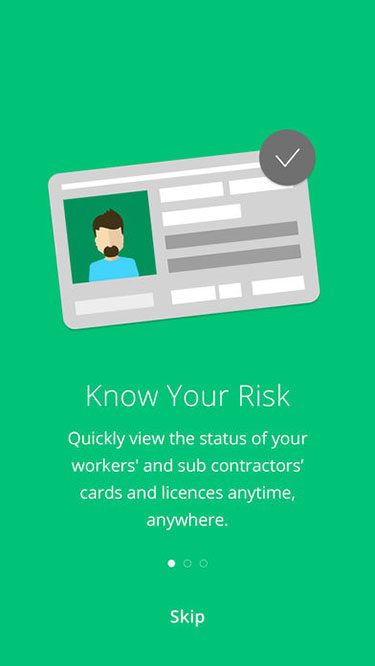 Know Your Risk
Quickly view the status of your
workers' and sub contractors’
cards and licences anytime,
anywhere.
Skip